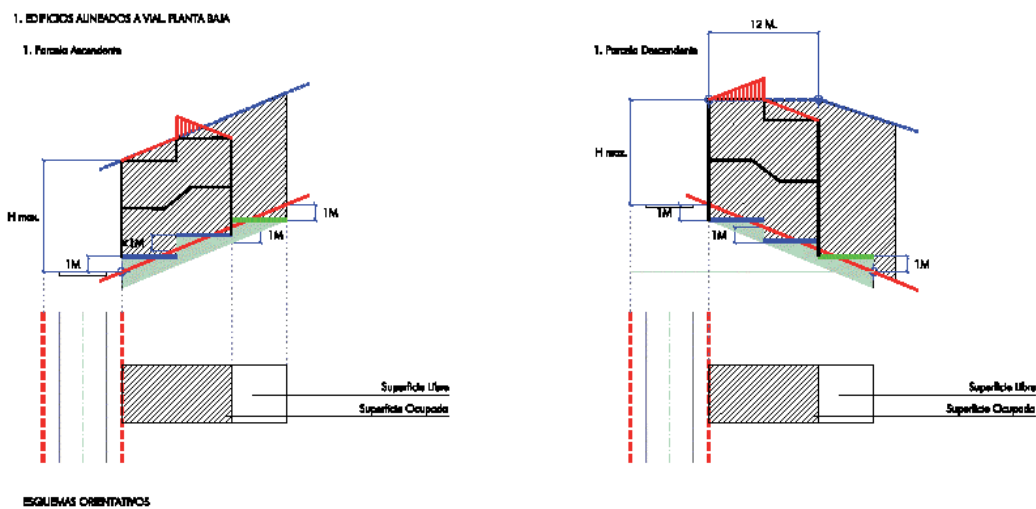 1. EDIFICIOS ALINEADOS A VIAL. PLANTA BAJA
1. Parcela Ascendente
H max.
1M
<1M
1M
1M
Superficie Libre
Superficie Ocupada
12 M.
1. Parcela Descendente
H max.
1M
1M
1M
Superficie Libre
Superficie Ocupada
ESQUEMAS ORIENTATIVOS